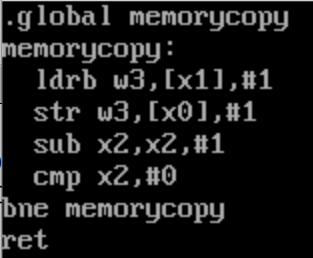 .global memorycopy
memorycopy:
ldrb w3,[x1],#1
str w3,[x0],#1
sub x2,x2,#1
cmp x2,#0
bne memorycopy
ret